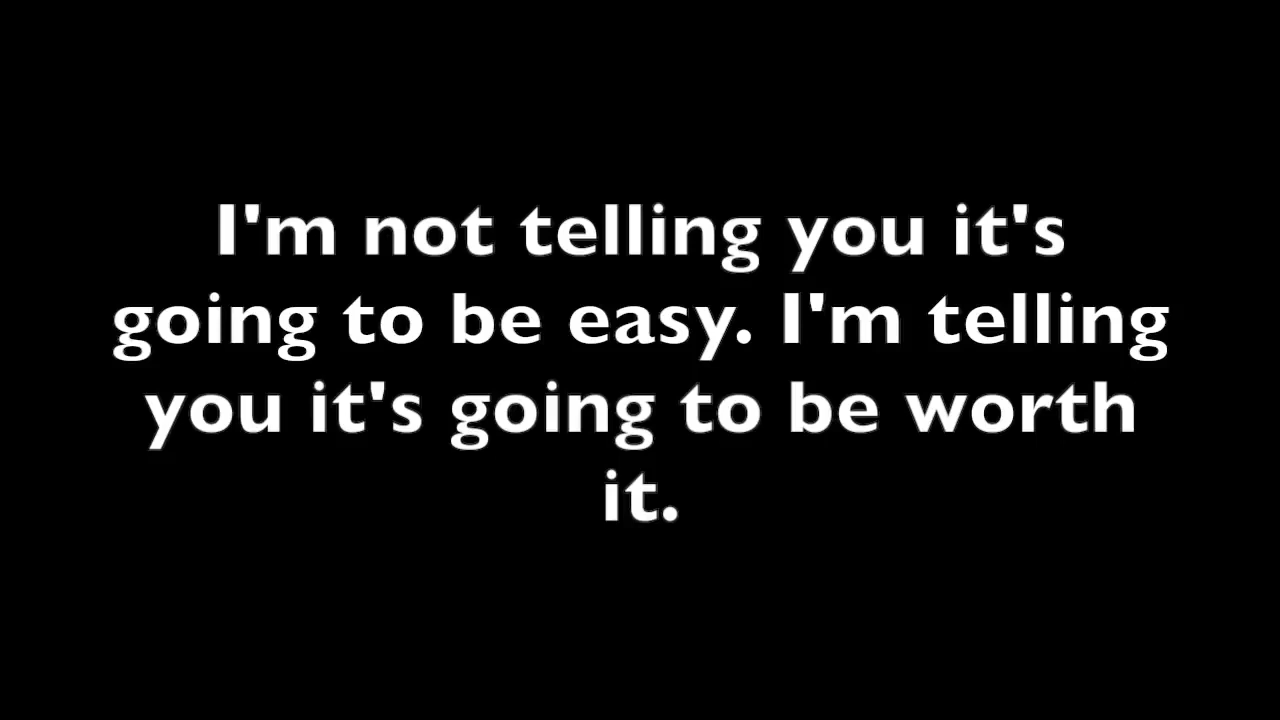 I'm not telling you it's
going to be easy. I'm telling
you it's going to be worth
it.